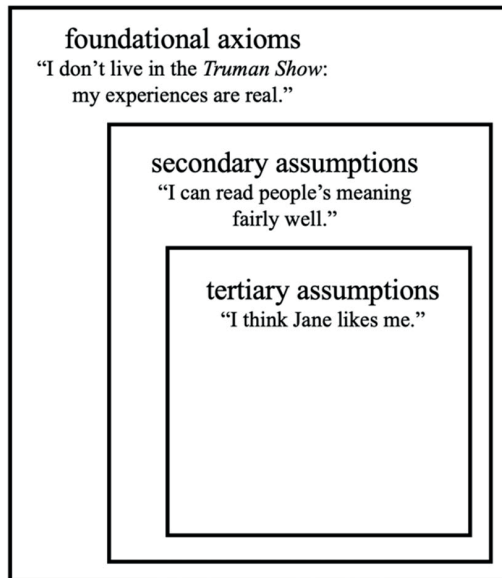 foundational axioms
“I don’t live in the Truman Show:
my experiences are real.”
secondary assumptions
“I can read people’s meaning
fairly well.”
tertiary assumptions
“I think Jane likes me.”